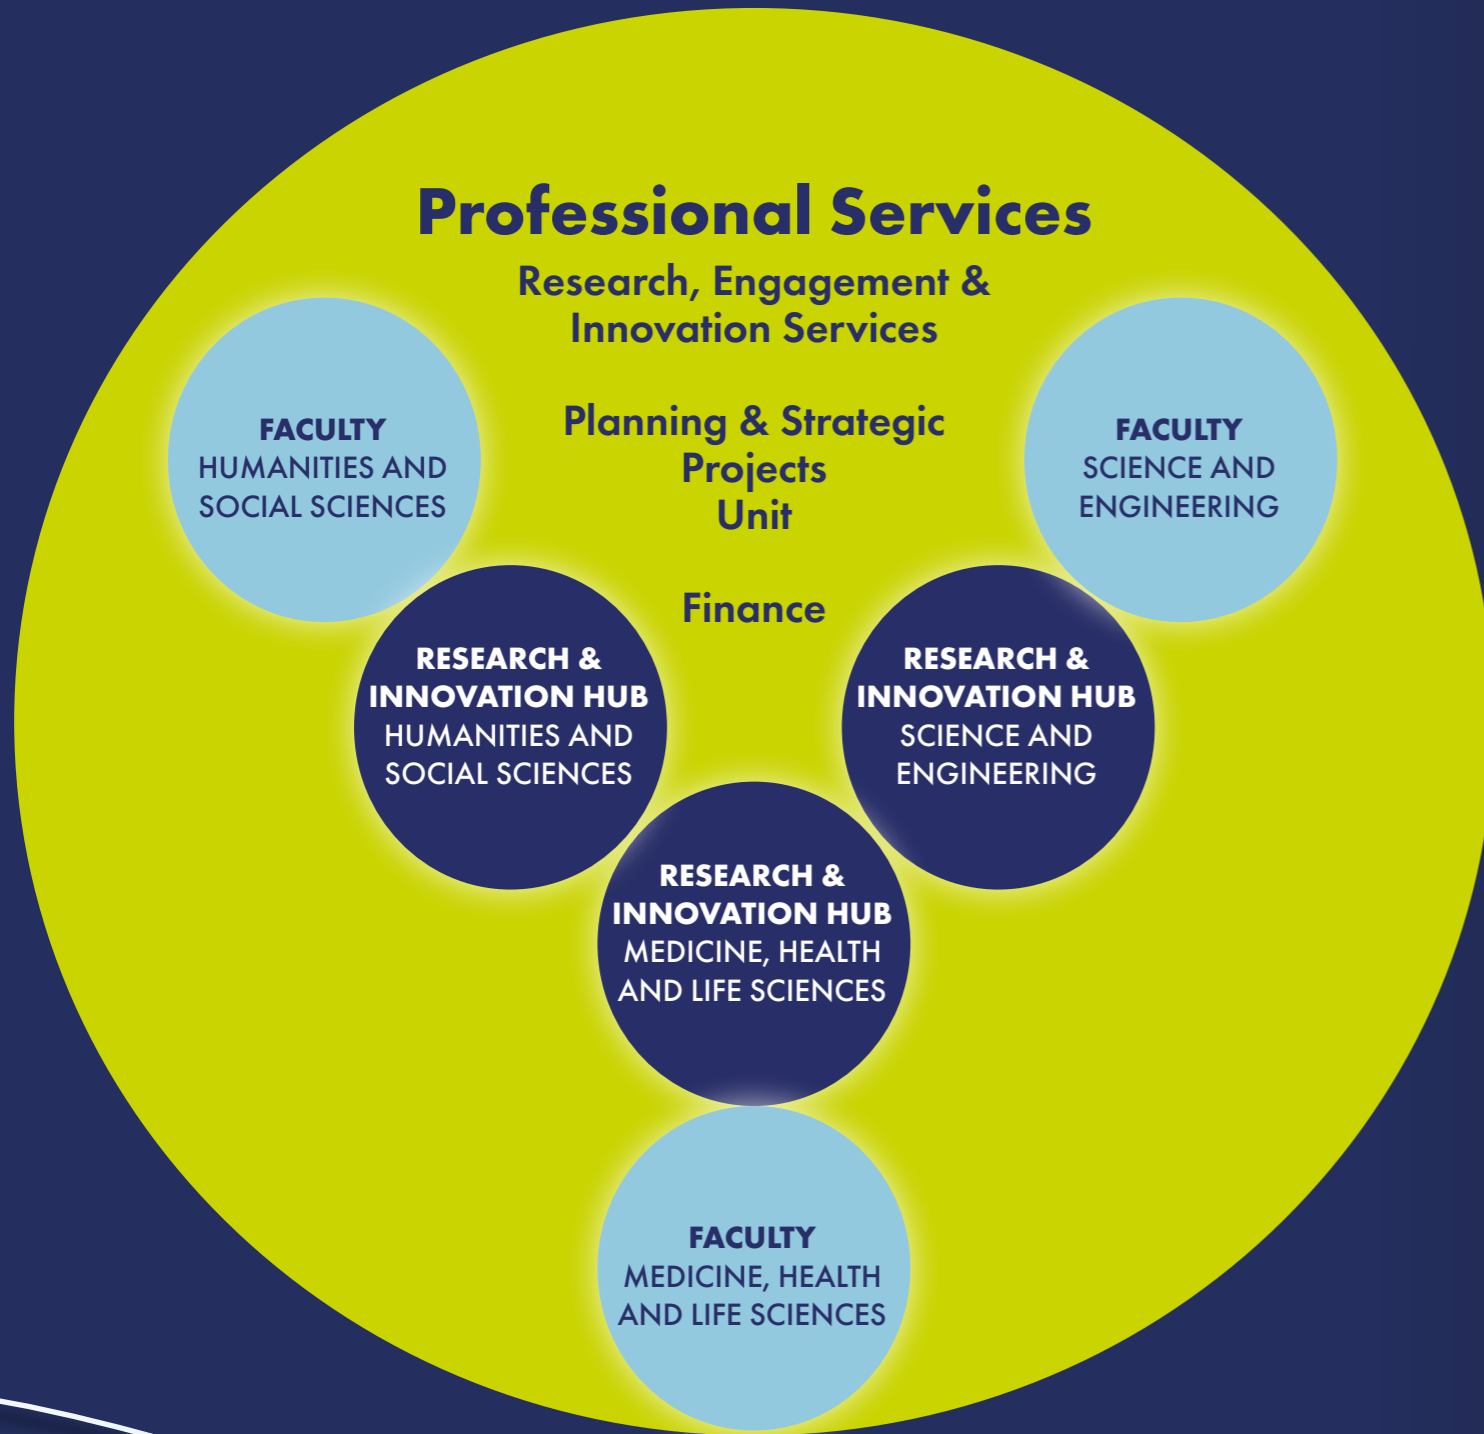 Professional Services
Research, Engagement &
Innovation Services
Planning & Strategic
Projects
Unit
Finance
FACULTY
HUMANITIES AND
SOCIAL SCIENCES
FACULTY
SCIENCE AND
ENGINEERING
RESEARCH &
INNOVATION HUB
HUMANITIES AND
SOCIAL SCIENCES
RESEARCH &
INNOVATION HUB
SCIENCE AND
ENGINEERING
RESEARCH &
INNOVATION HUB
MEDICINE, HEALTH
AND LIFE SCIENCES
FACULTY
MEDICINE, HEALTH
AND LIFE SCIENCES